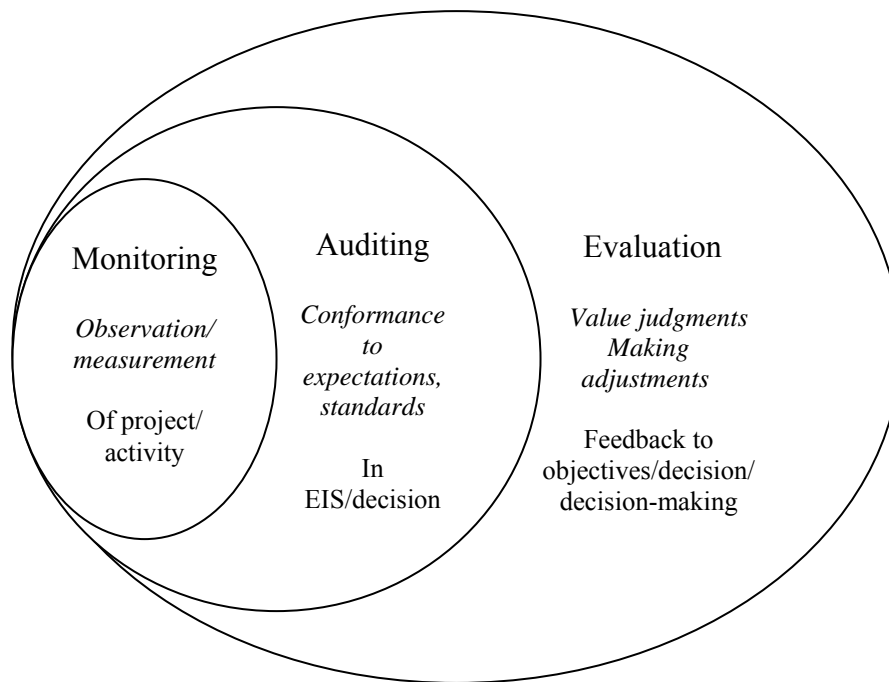 Monitoring
Observation/
measurement
Of project/
activity
Auditing
Conformance
to
expectations,
standards
In
EIS/decision
Evaluation
Value judgments
Making
adjustments
Feedback to
objectives/decision/
decision-making